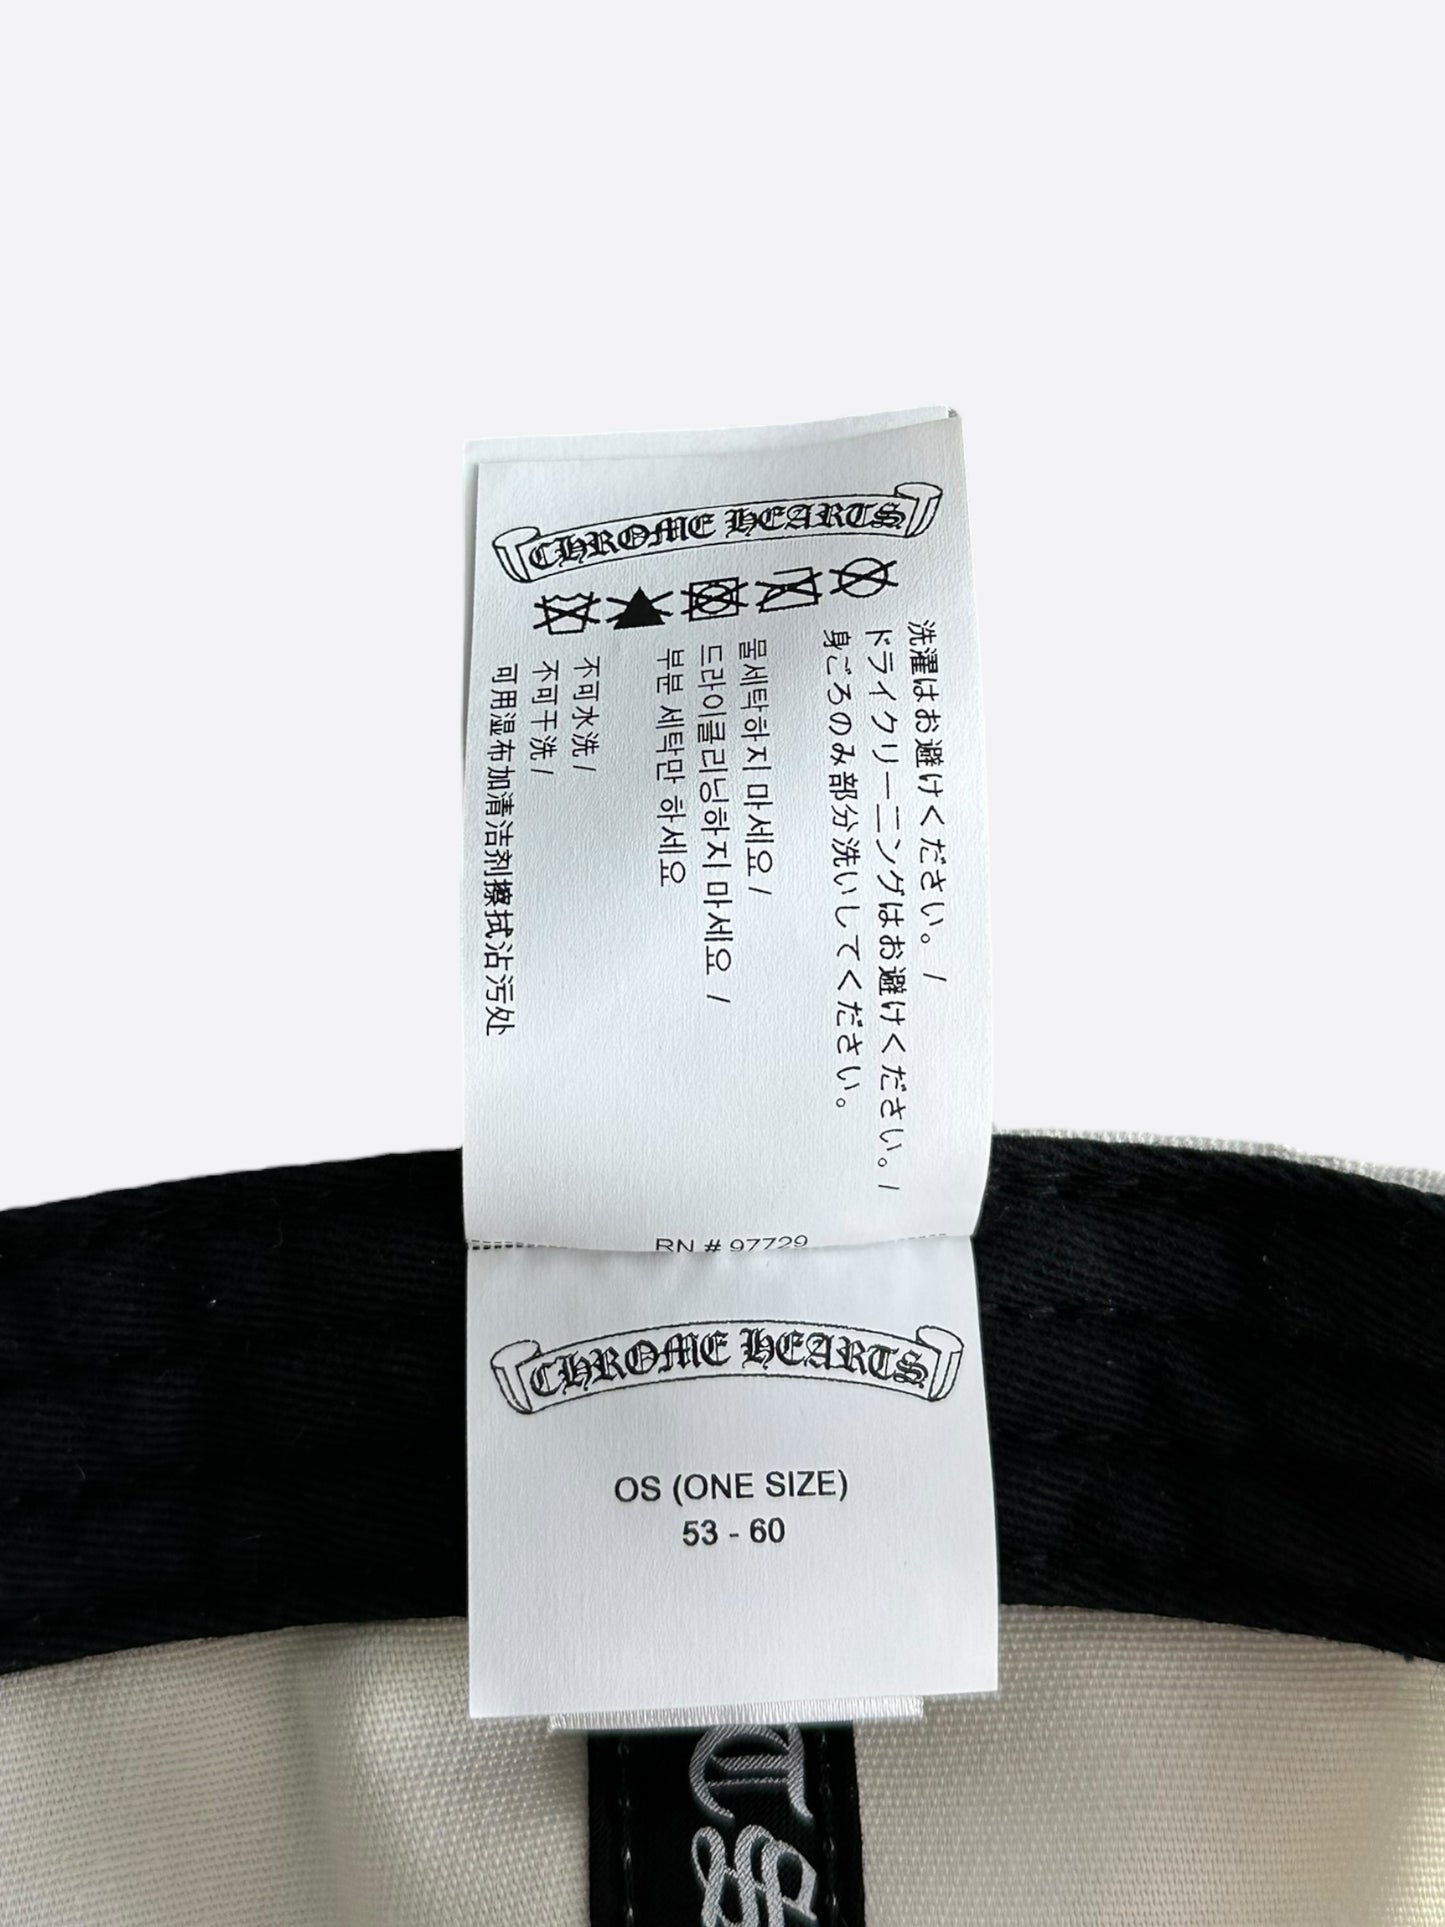 CHROME HEARTS
洗濯はお避けください。/
ドライクリーニングはお避けください。/
身ごろのみ部分洗いしてください。
물세탁하지 마세요 /
드라이클리닝하지 마세요 /
부분 세탁만 하세요
不可水洗/
不可干洗/
可用湿布加清洁剂擦拭沾污处
RN # 97729
CHROME HEARTS
OS (ONE SIZE)
53 - 60
TS